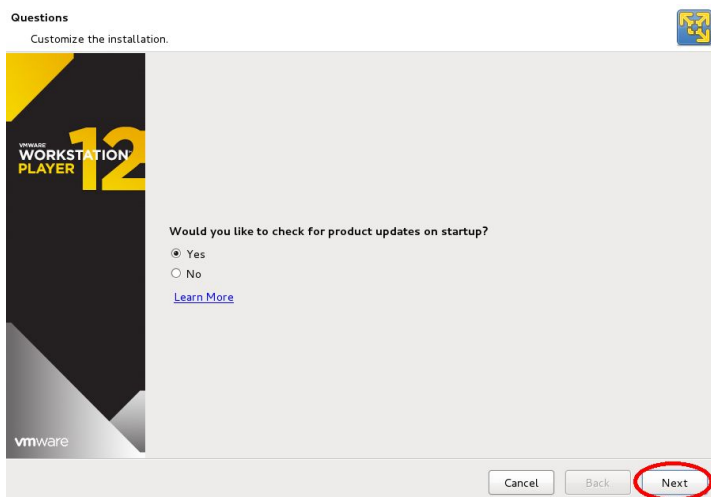 Questions
Customize the installation.
VMWARE
WORKSTATION
PLAYER
12
Would you like to check for product updates on startup?
Yes
No
Learn More
vmware
Cancel
Back
Next